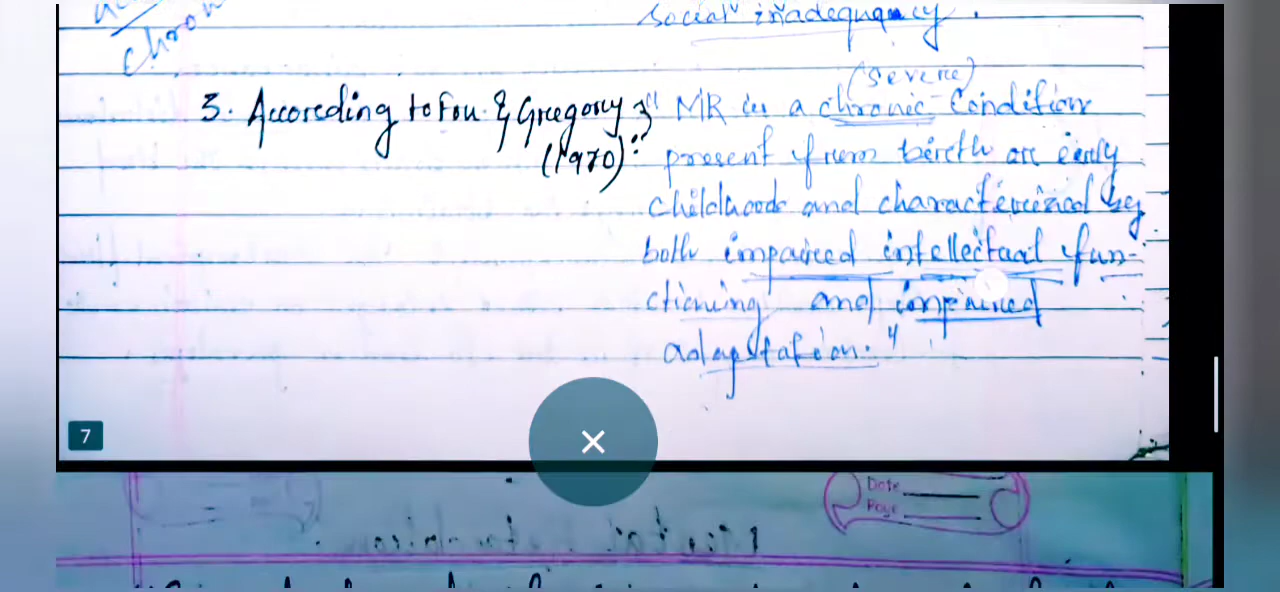 chron
social inadequacy.
(severe)
3. According to Fou & Gregory "MR is a chronic Condition
(1970):
present from birth or early
childhood and characterized by
both impaired intellectual fun-
ctioning and impaired
adaptation."
7
Date
Page